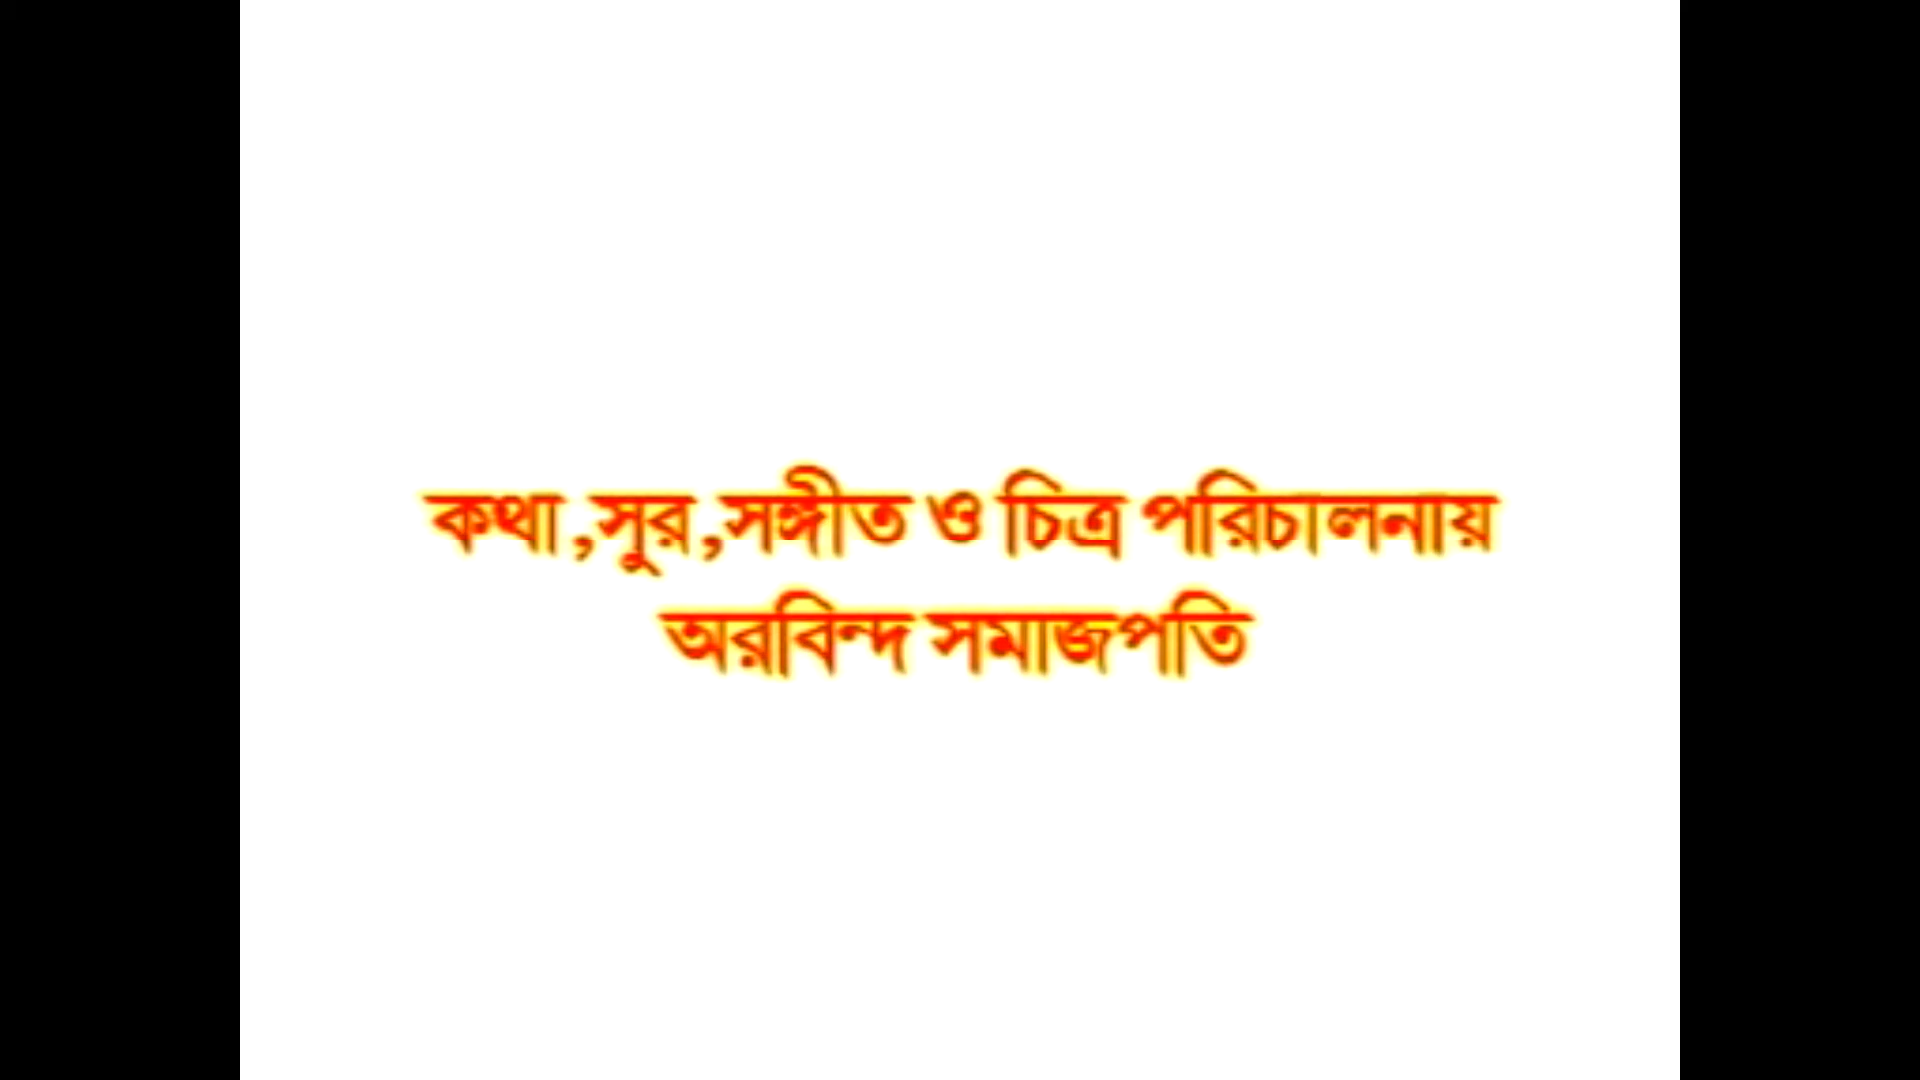 কথা ,সুর ,সঙ্গীত ও চিত্র পরিচালনায়
অরবিন্দ সমাজপতি